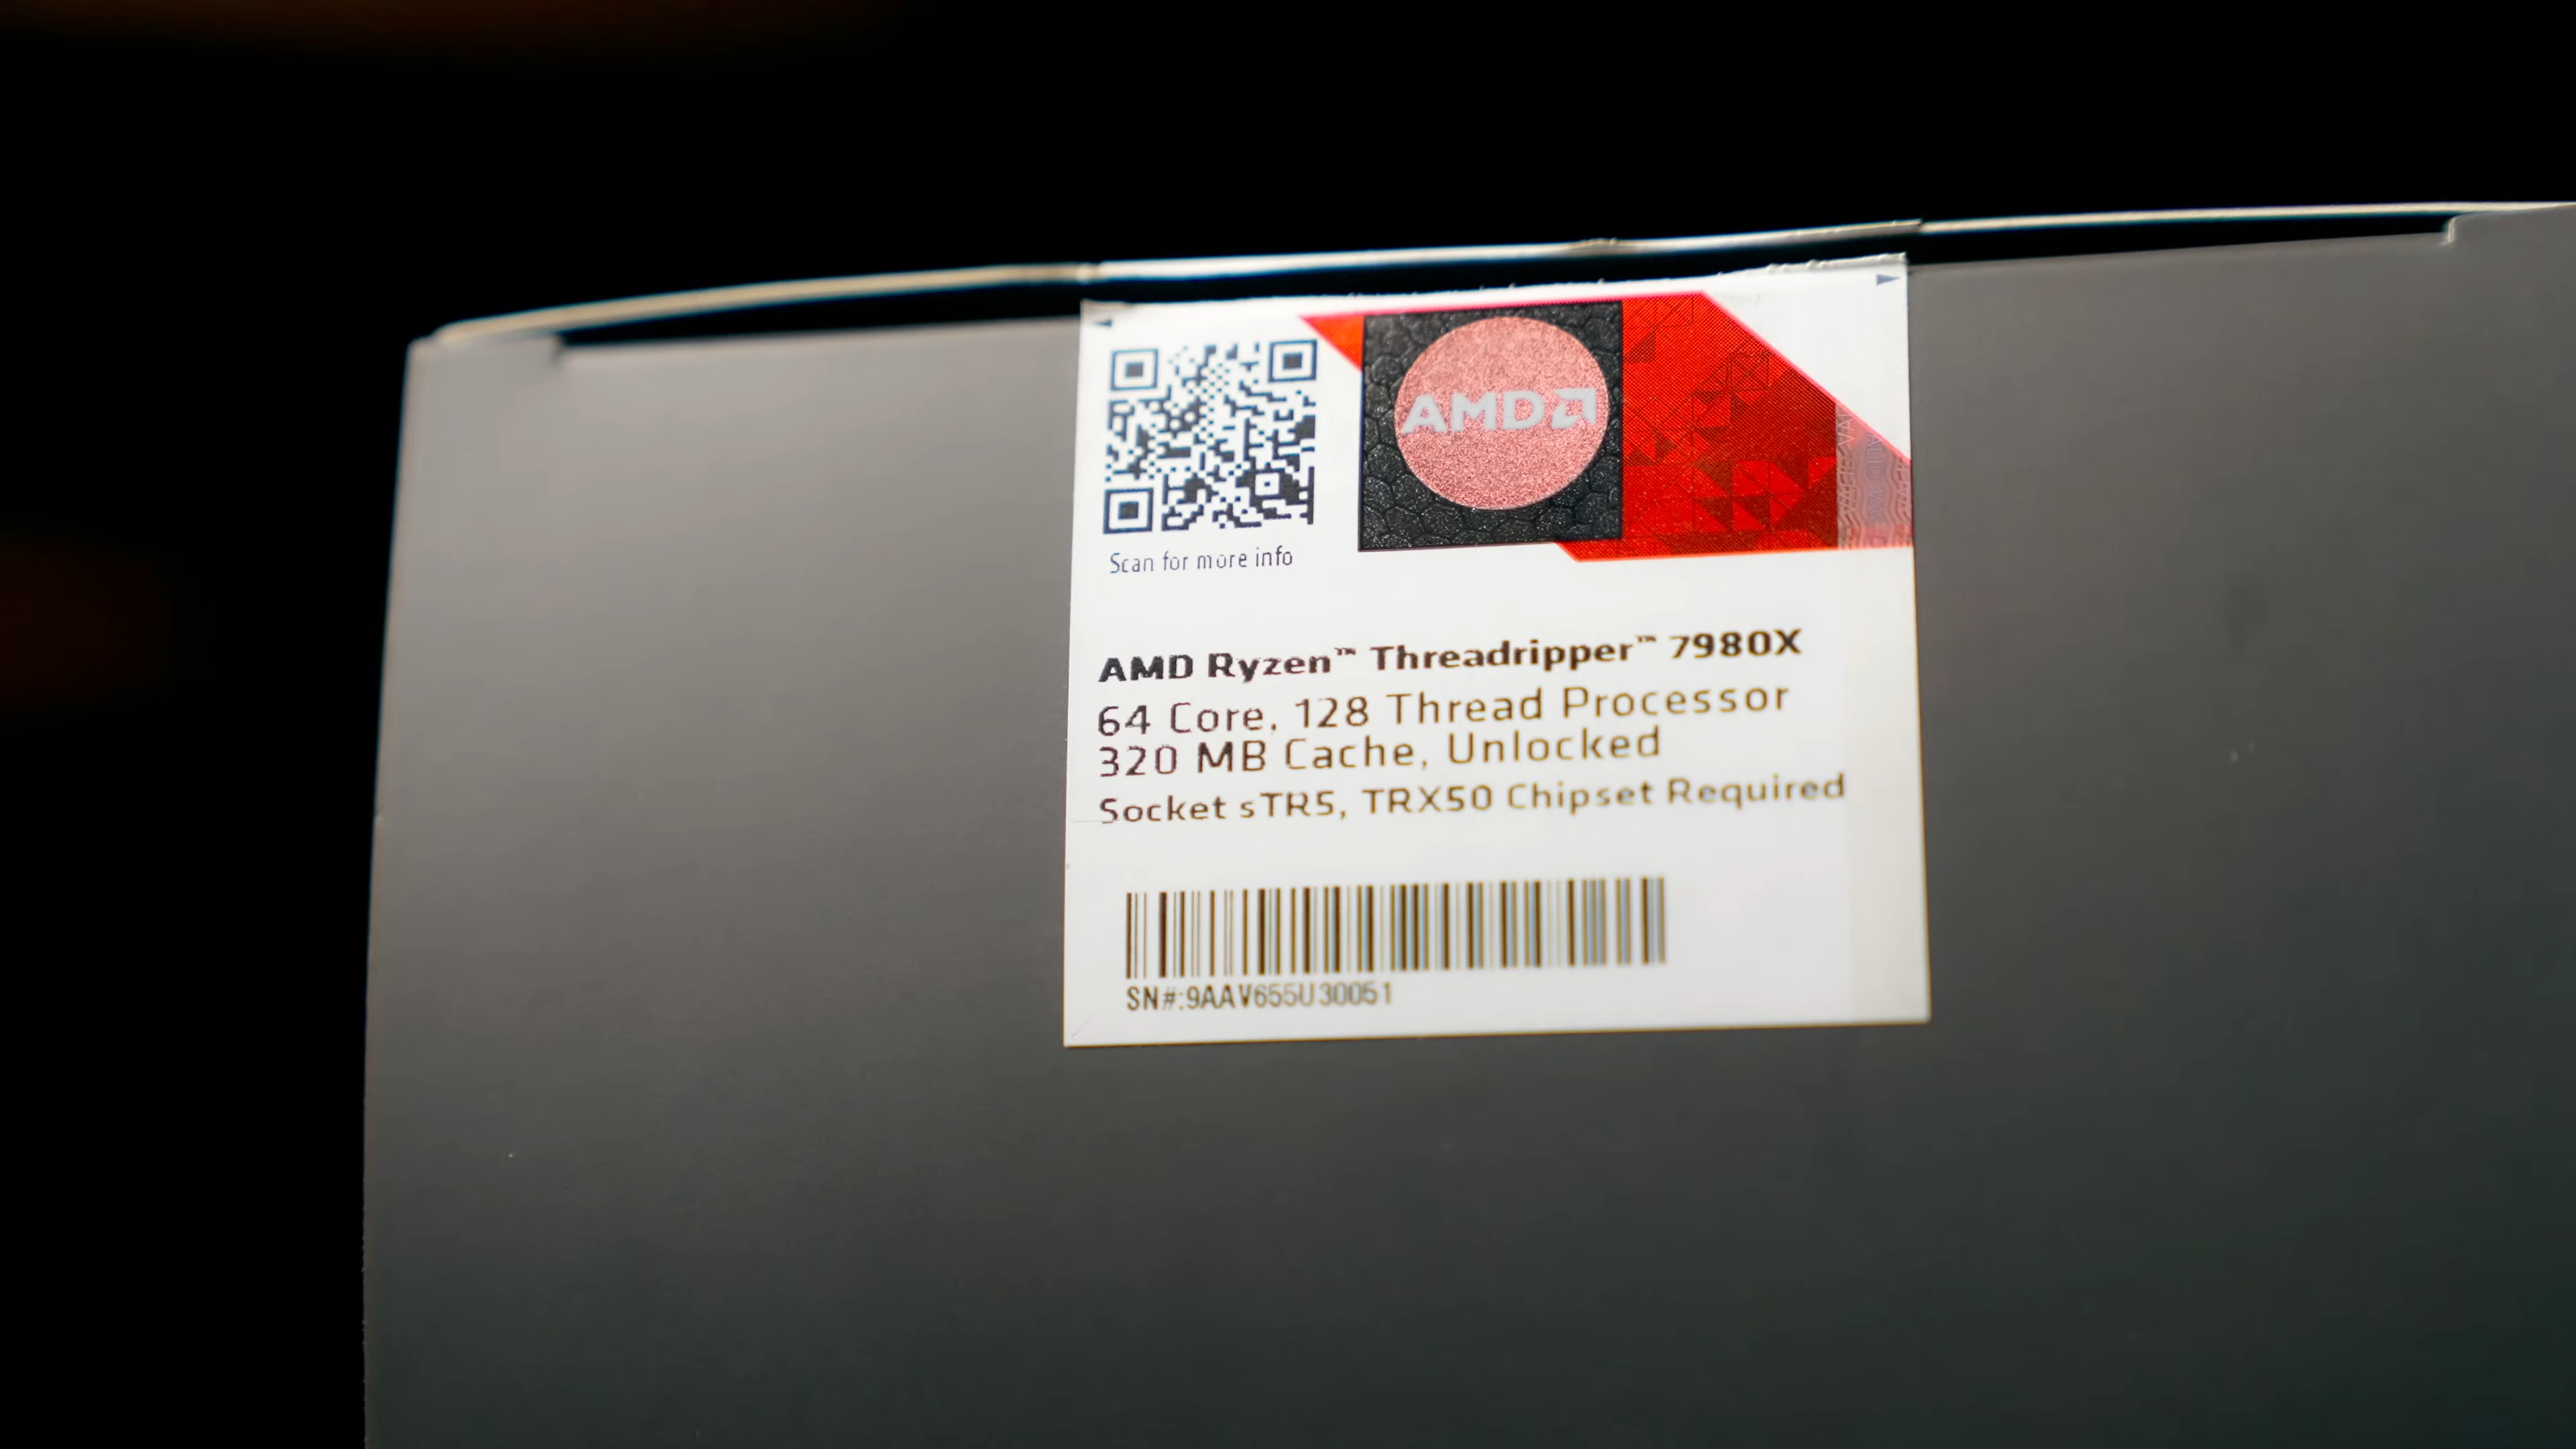 AMD
Scan for more info
AMD Ryzen™ Threadripper™ 7980X
64 Core, 128 Thread Processor
320 MB Cache, Unlocked
Socket sTR5, TRX50 Chipset Required
SN#:9AAV655U30051